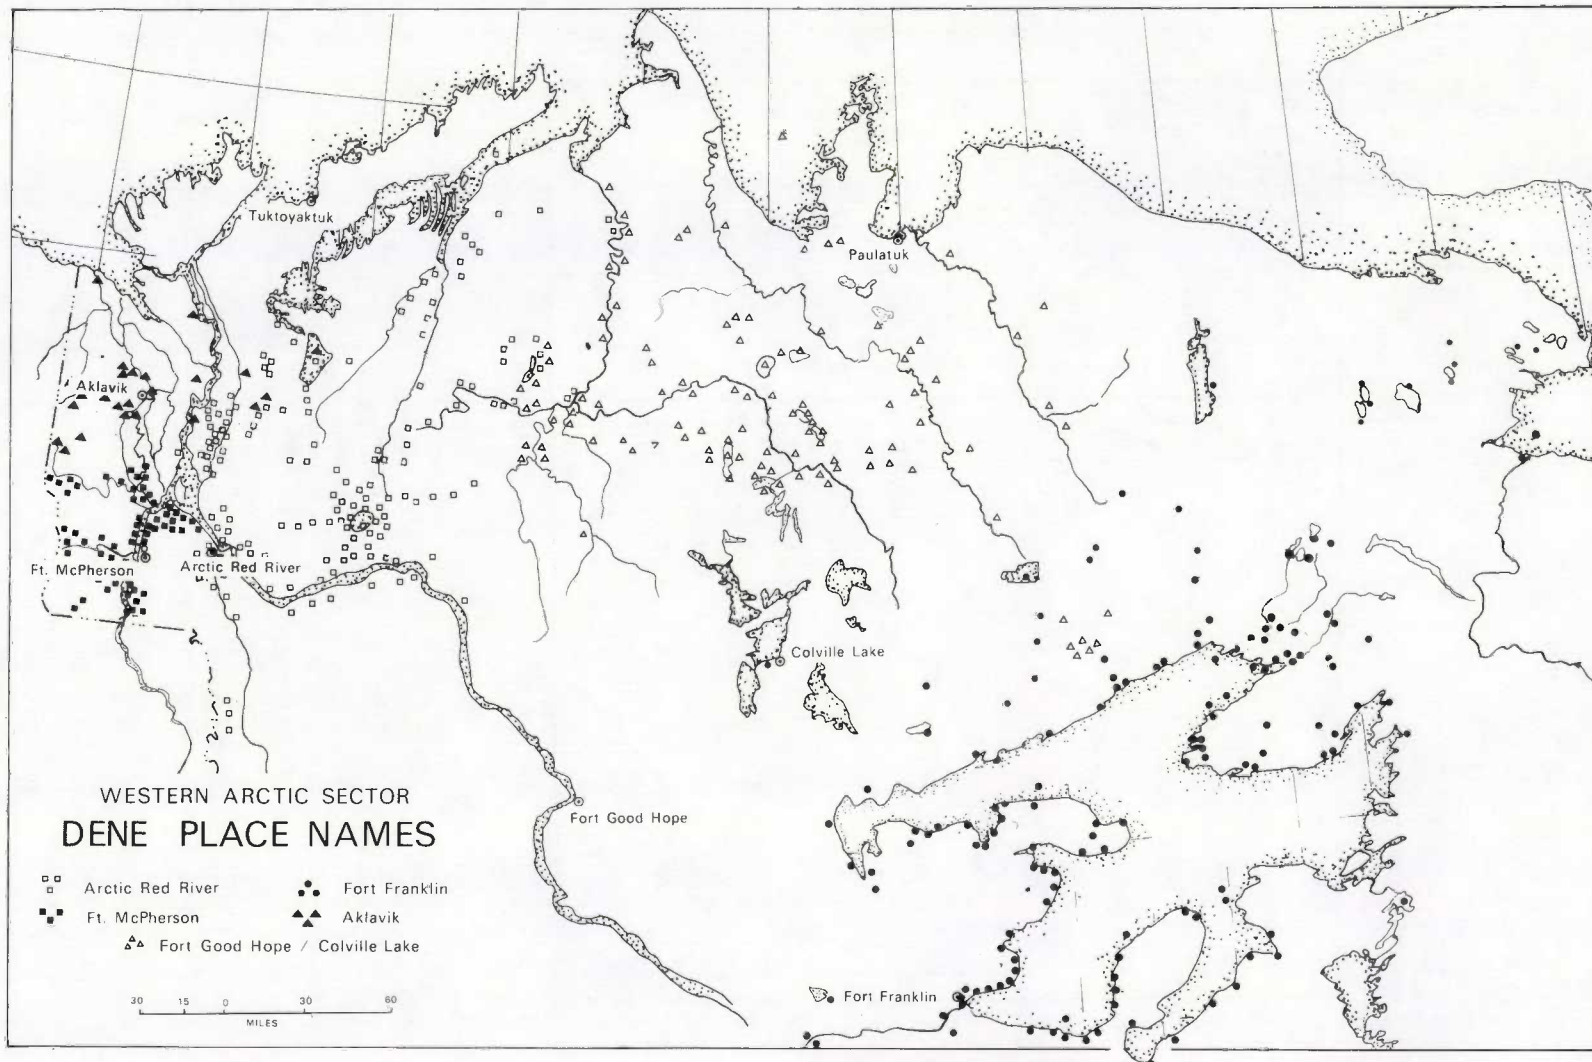 Tuktoyaktuk
Paulatuk
Aklavik
Ft. McPherson
Arctic Red River
Colville Lake
WESTERN ARCTIC SECTOR
DENE PLACE NAMES
Fort Good Hope
Arctic Red River
Fort Franklin
Ft. McPherson
Aklavik
Fort Good Hope / Colville Lake
Fort Franklin
30 15 0 30 60
MILES